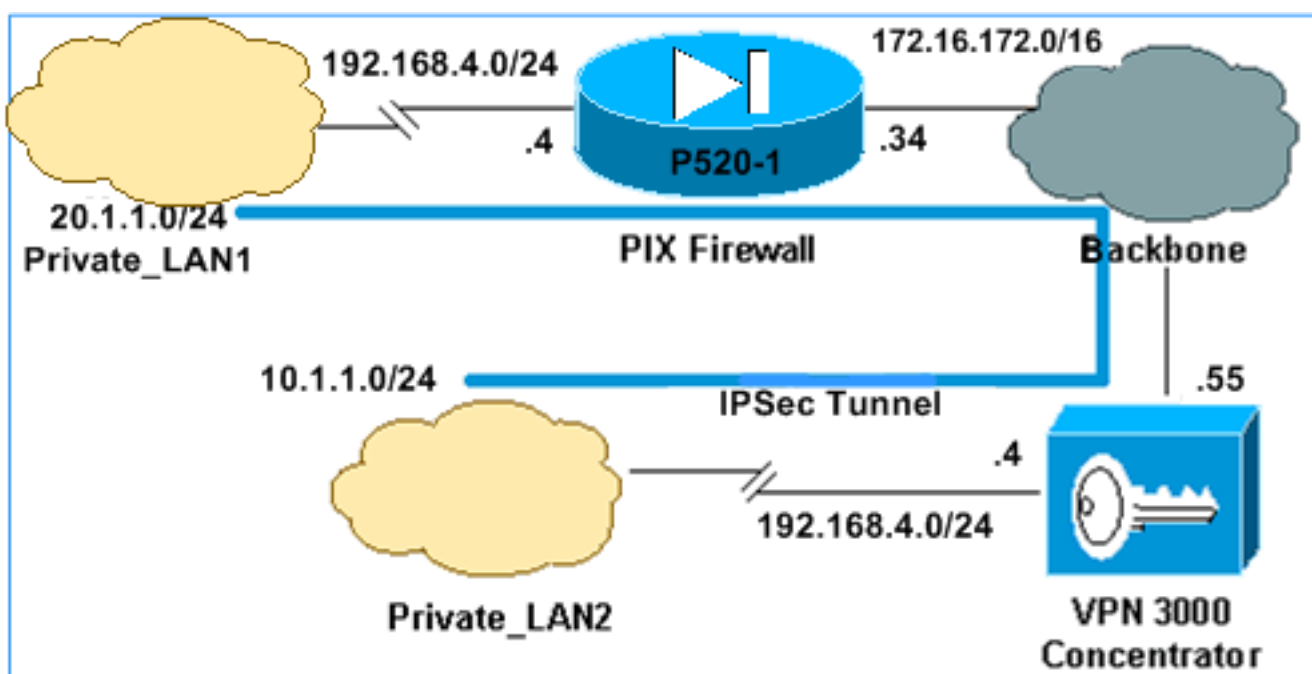 192.168.4.0/24
172.16.172.0/16
.4
.34
P520-1
20.1.1.0/24
Private_LAN1
PIX Firewall
Backbone
10.1.1.0/24
IPSec Tunnel
.55
.4
192.168.4.0/24
Private_LAN2
VPN 3000
Concentrator